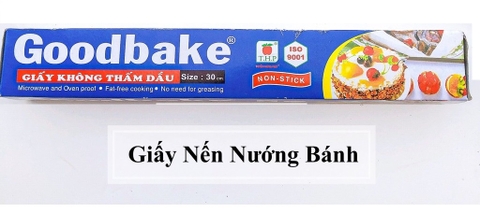 Goodbake®
GIẤY KHÔNG THẤM DẦU Size : 30cm
Microwave and Oven proof • Fat-free cooking • No need for greasing
T.H.P
ISO
9001
NON-STICK
Giấy Nến Nướng Bánh